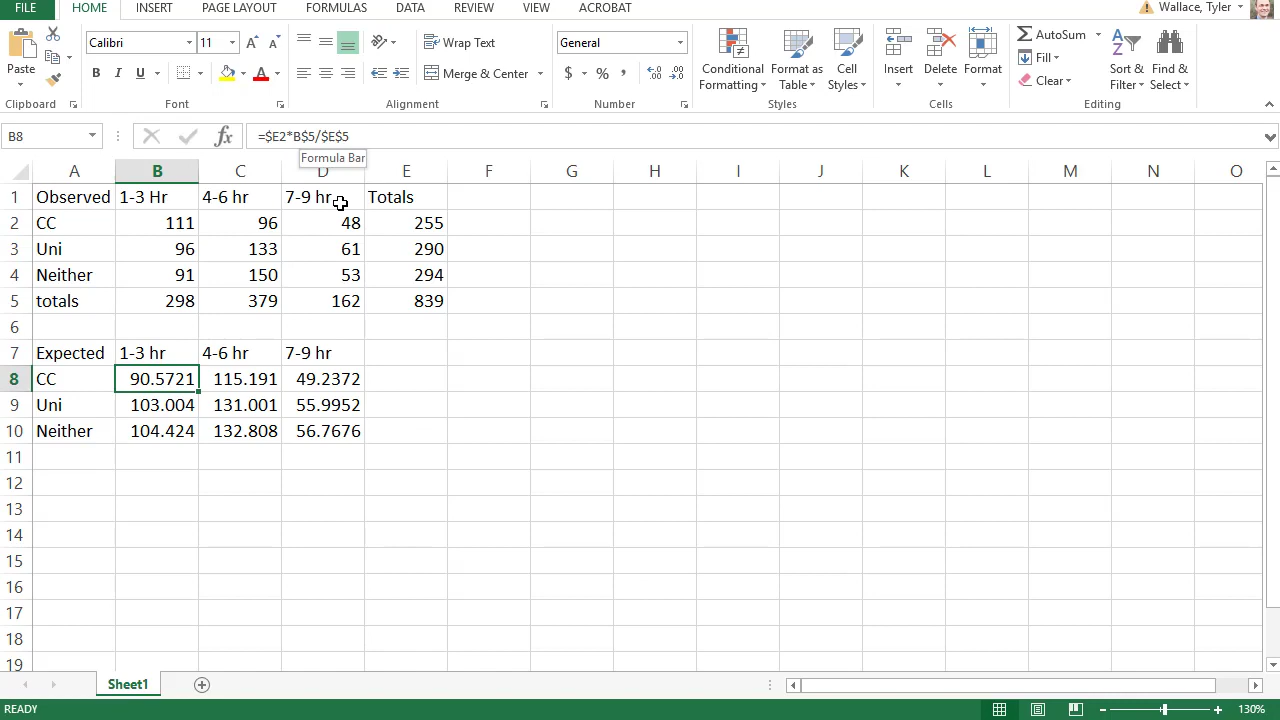 FILE HOME INSERT PAGE LAYOUT FORMULAS DATA REVIEW VIEW ACROBAT Wallace, Tyler
Paste Calibri 11 A A Wrap Text General Conditional Formatting Format as Table Cell Styles Insert Delete Format AutoSum Fill Clear Sort & Filter Find & Select
B I U A Merge & Center $ % ,
Clipboard Font Alignment Number Styles Cells Editing
B8 fx =$E2*B$5/$E$5
Formula Bar
A B C D E F G H I J K L M N O
1 Observed 1-3 Hr 4-6 hr 7-9 hr Totals
2 CC 111 96 48 255
3 Uni 96 133 61 290
4 Neither 91 150 53 294
5 totals 298 379 162 839
6
7 Expected 1-3 hr 4-6 hr 7-9 hr
8 CC 90.5721 115.191 49.2372
9 Uni 103.004 131.001 55.9952
10 Neither 104.424 132.808 56.7676
11
12
13
14
15
16
17
18
19
Sheet1
READY 130%